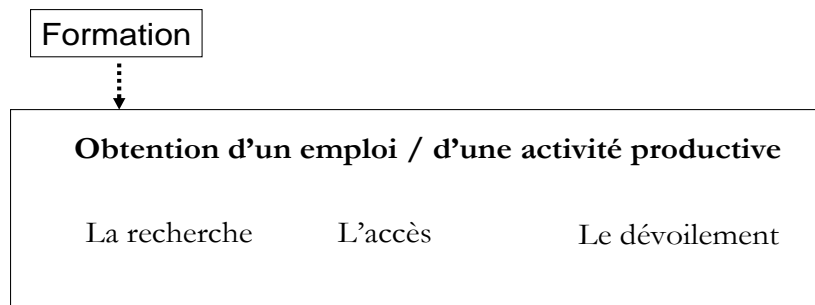 Formation
Obtention d’un emploi / d’une activité productive
La recherche L’accès Le dévoilement